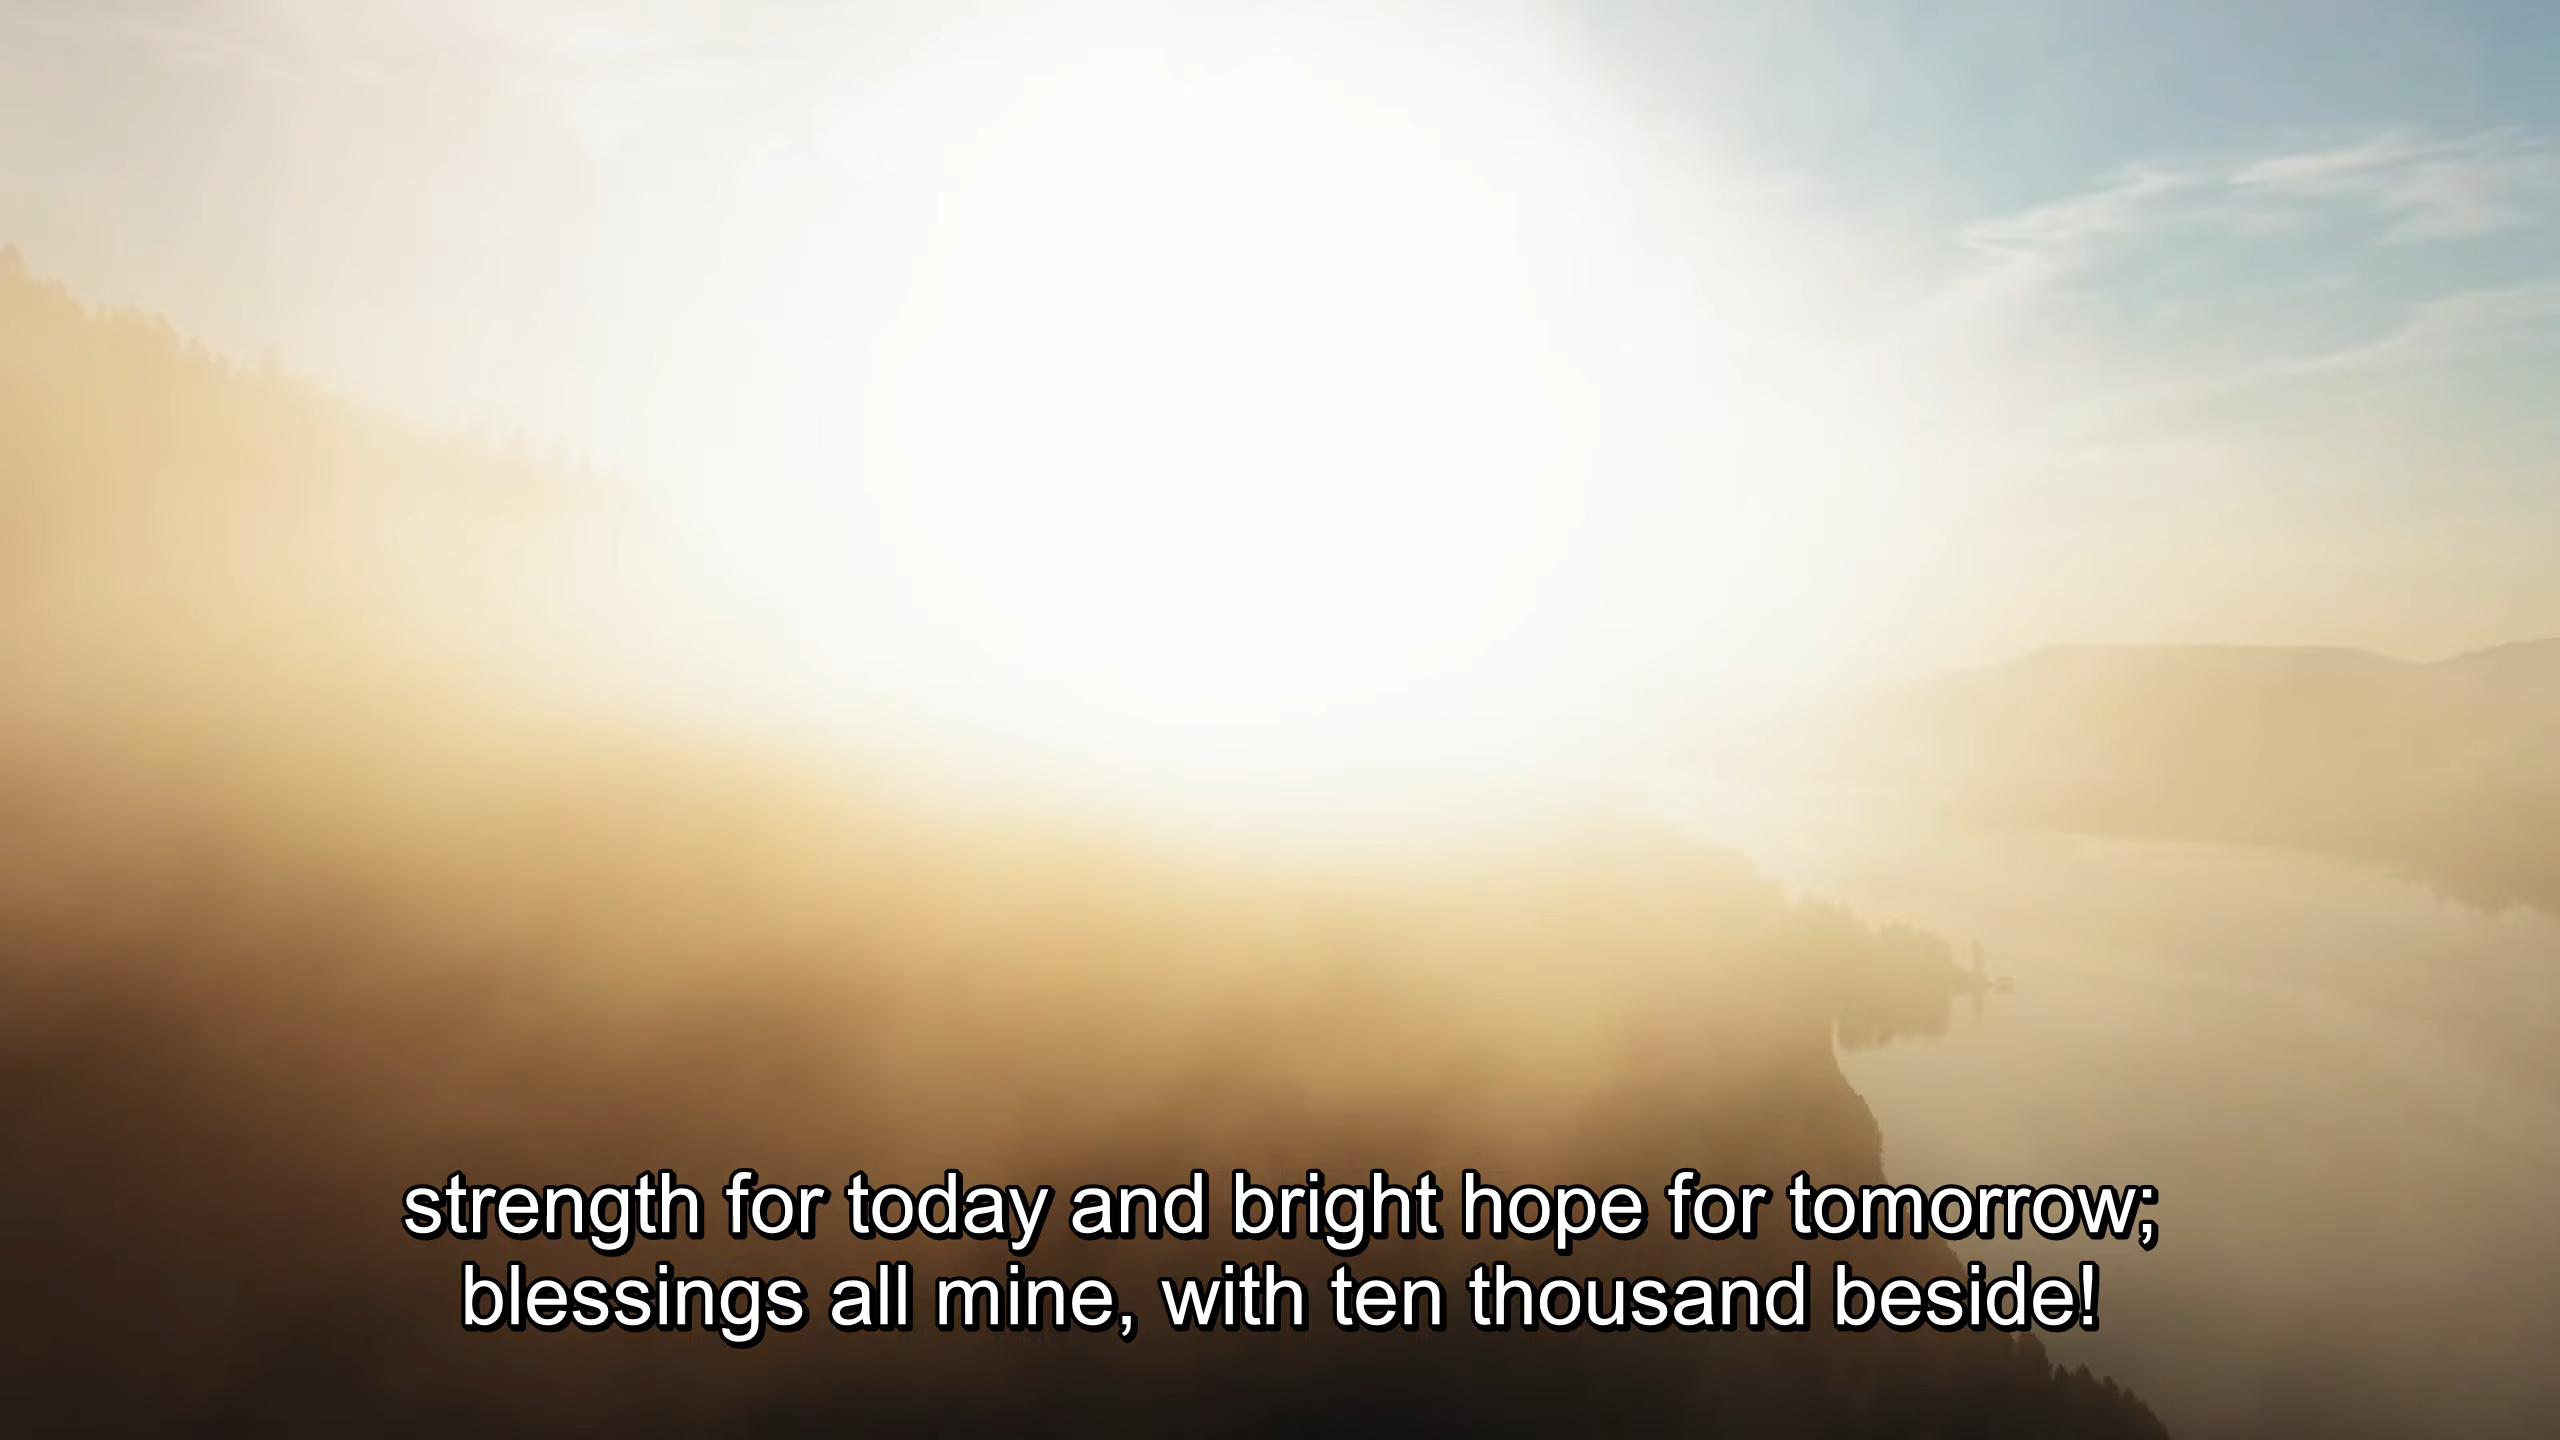 strength for today and bright hope for tomorrow;
blessings all mine, with ten thousand beside!